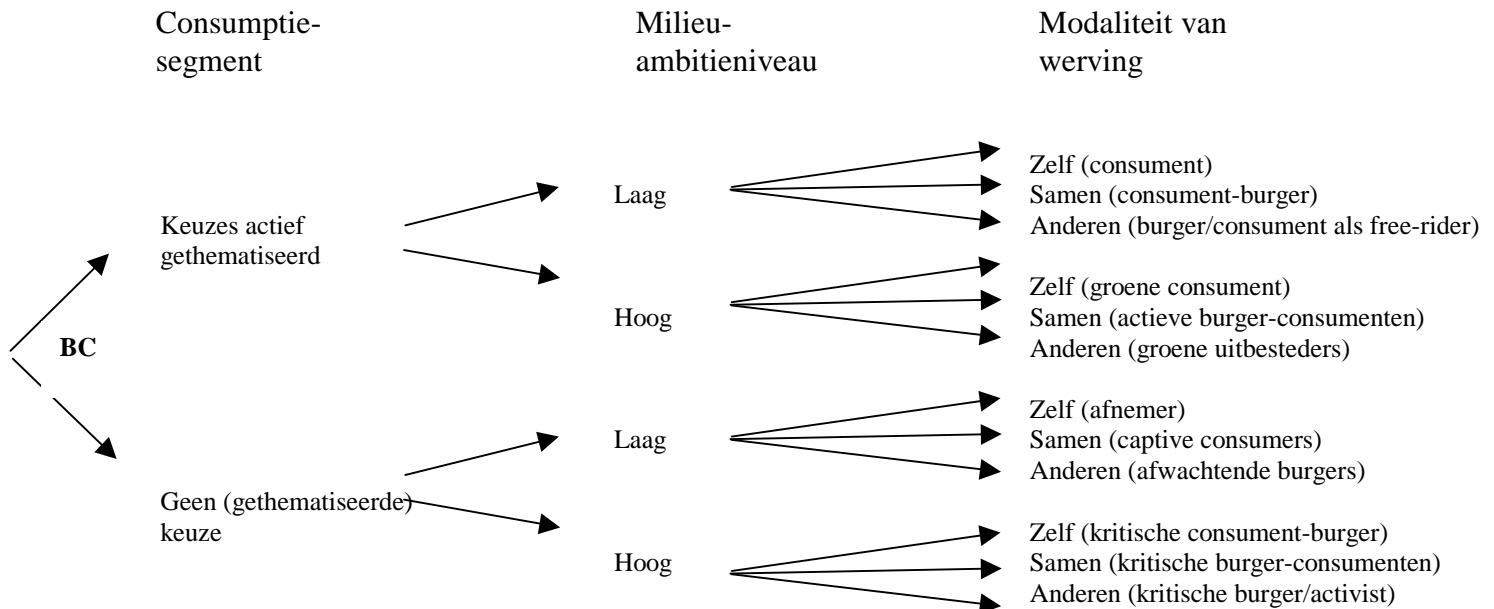 Consumptie-
segment
Milieu-
ambitieniveau
Modaliteit van
werving
Keuzes actief
gethematiseerd
Laag
Zelf (consument)
Samen (consument-burger)
Anderen (burger/consument als free-rider)
Hoog
Zelf (groene consument)
Samen (actieve burger-consumenten)
Anderen (groene uitbesteders)
BC
Geen (gethematiseerde)
keuze
Laag
Zelf (afnemer)
Samen (captive consumers)
Anderen (afwachtende burgers)
Hoog
Zelf (kritische consument-burger)
Samen (kritische burger-consumenten)
Anderen (kritische burger/activist)